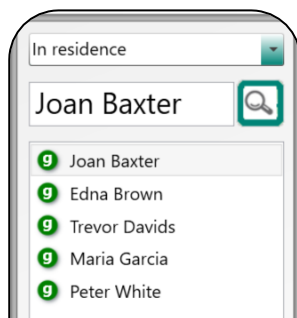 In residence
Joan Baxter
g Joan Baxter
g Edna Brown
g Trevor Davids
g Maria Garcia
g Peter White